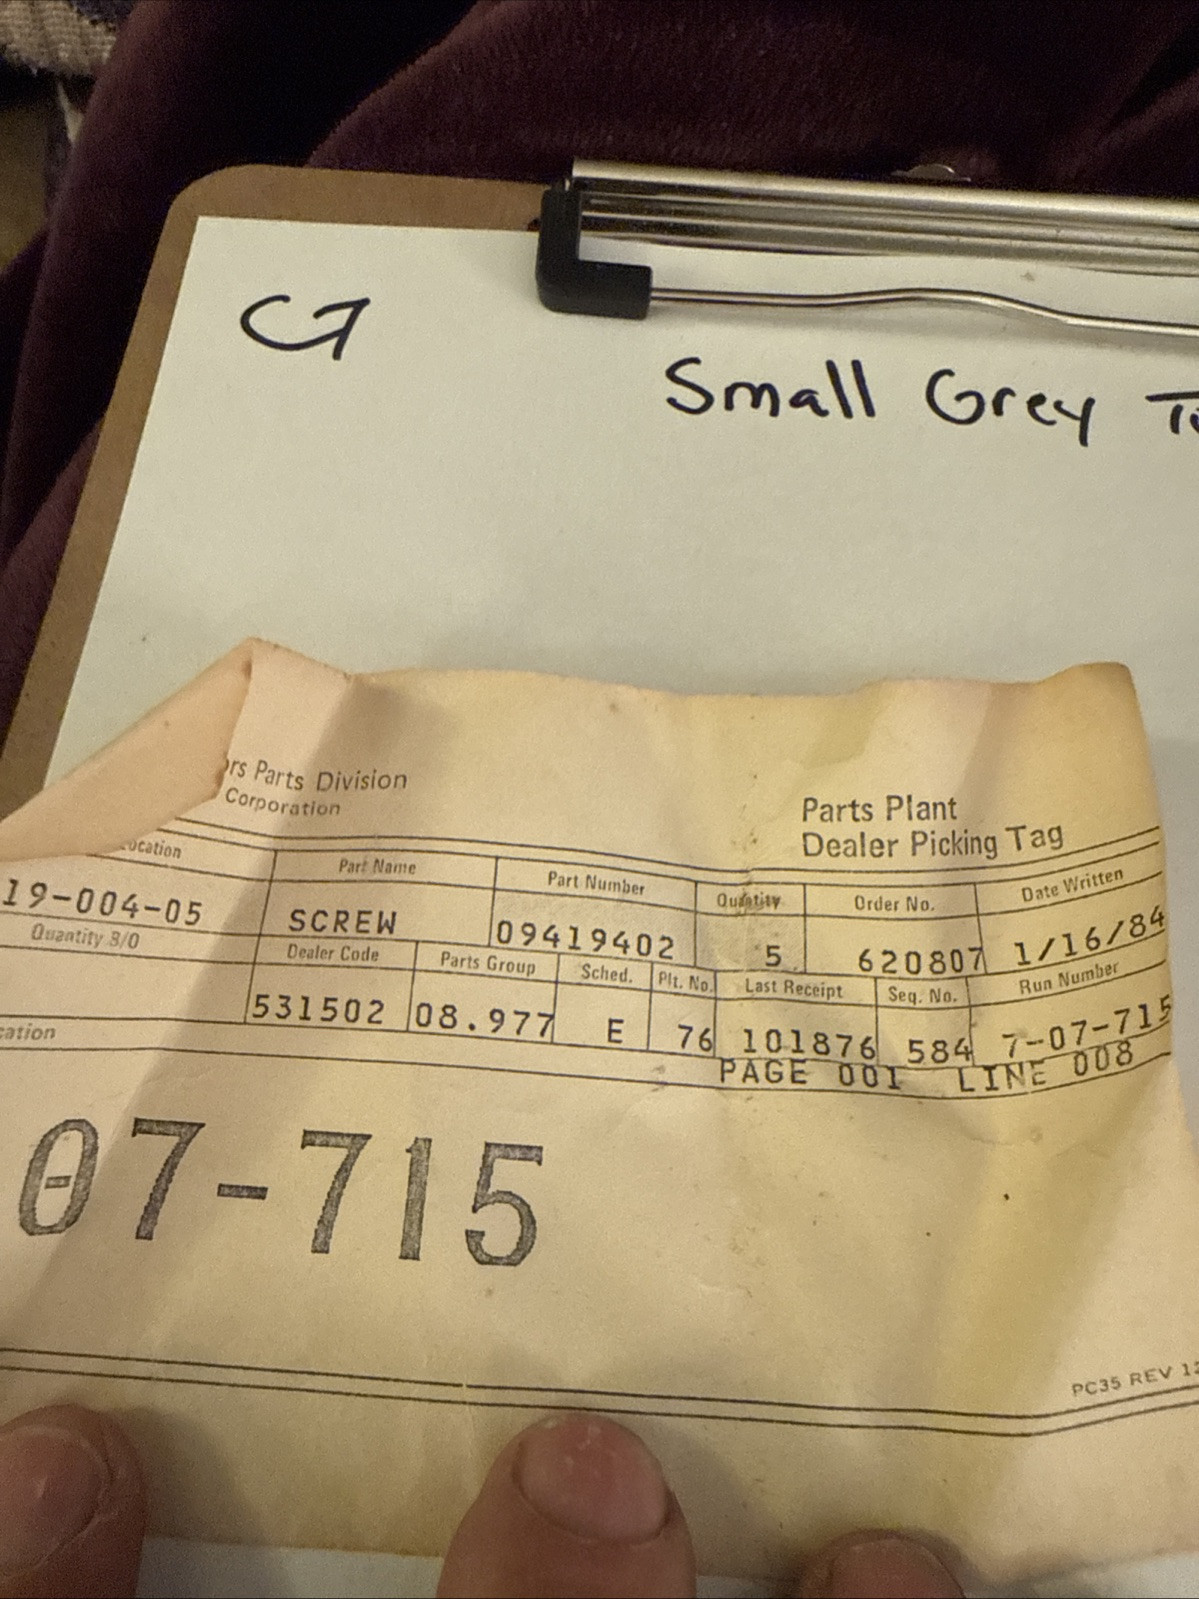 G
Small Grey
rs Parts Division
Corporation
Parts Plant
Dealer Picking Tag
ocation Part Name Part Number Quantity Order No. Date Written
19-004-05 SCREW 09419402 5 620807 1/16/84
Quantity B/O Dealer Code Parts Group Sched. Plt. No. Last Receipt Seq. No. Run Number
531502 08.977 E 76 101876 584 7-07-715
cation
PAGE 001 LINE 008
07-715
PC35 REV 12